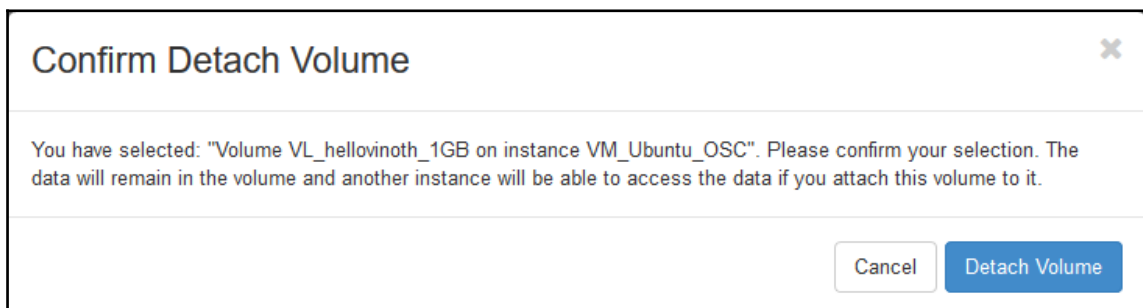 Confirm Detach Volume
You have selected: "Volume VL_hellovinoth_1GB on instance VM_Ubuntu_OSC". Please confirm your selection. The
data will remain in the volume and another instance will be able to access the data if you attach this volume to it.
Cancel
Detach Volume